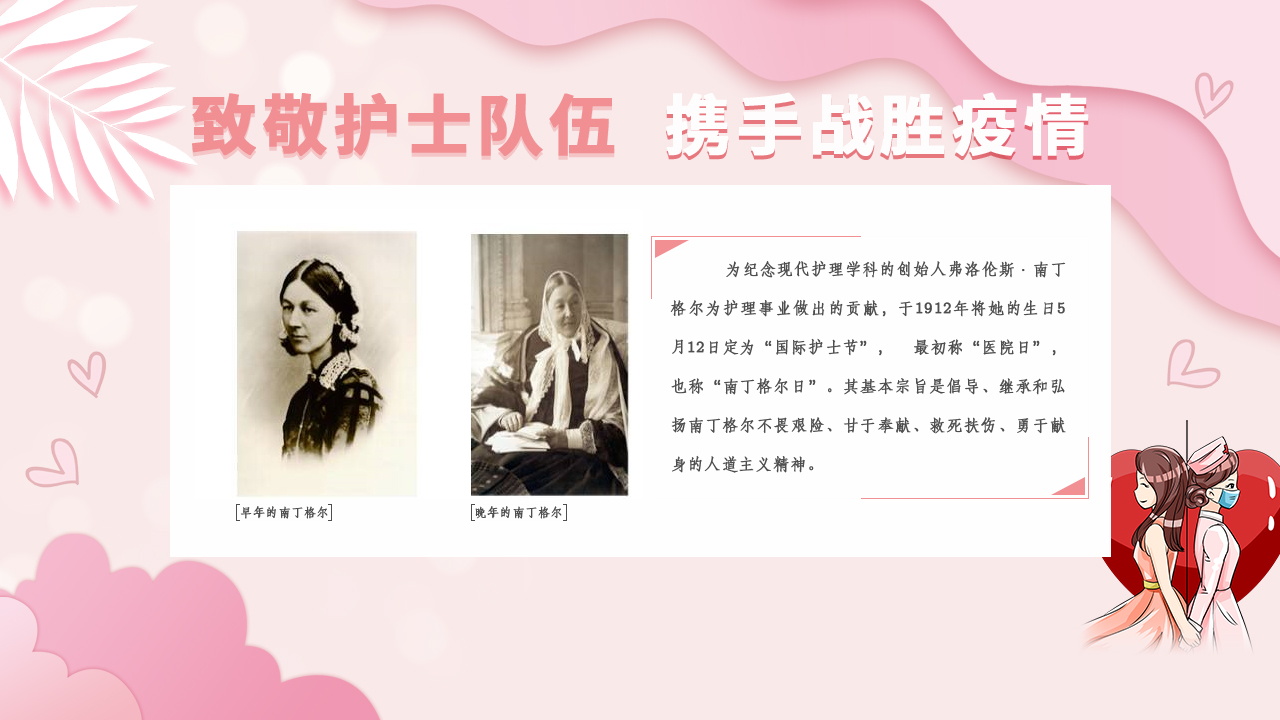 致敬护士队伍 携手战胜疫情
为纪念现代护理学科的创始人弗洛伦斯·南丁
格尔为护理事业做出的贡献，于1912年将她的生日5
月12日定为“国际护士节”， 最初称“医院日”，
也称“南丁格尔日”。其基本宗旨是倡导、继承和弘
扬南丁格尔不畏艰险、甘于奉献、救死扶伤、勇于献
身的人道主义精神。
[早年的南丁格尔]
[晚年的南丁格尔]